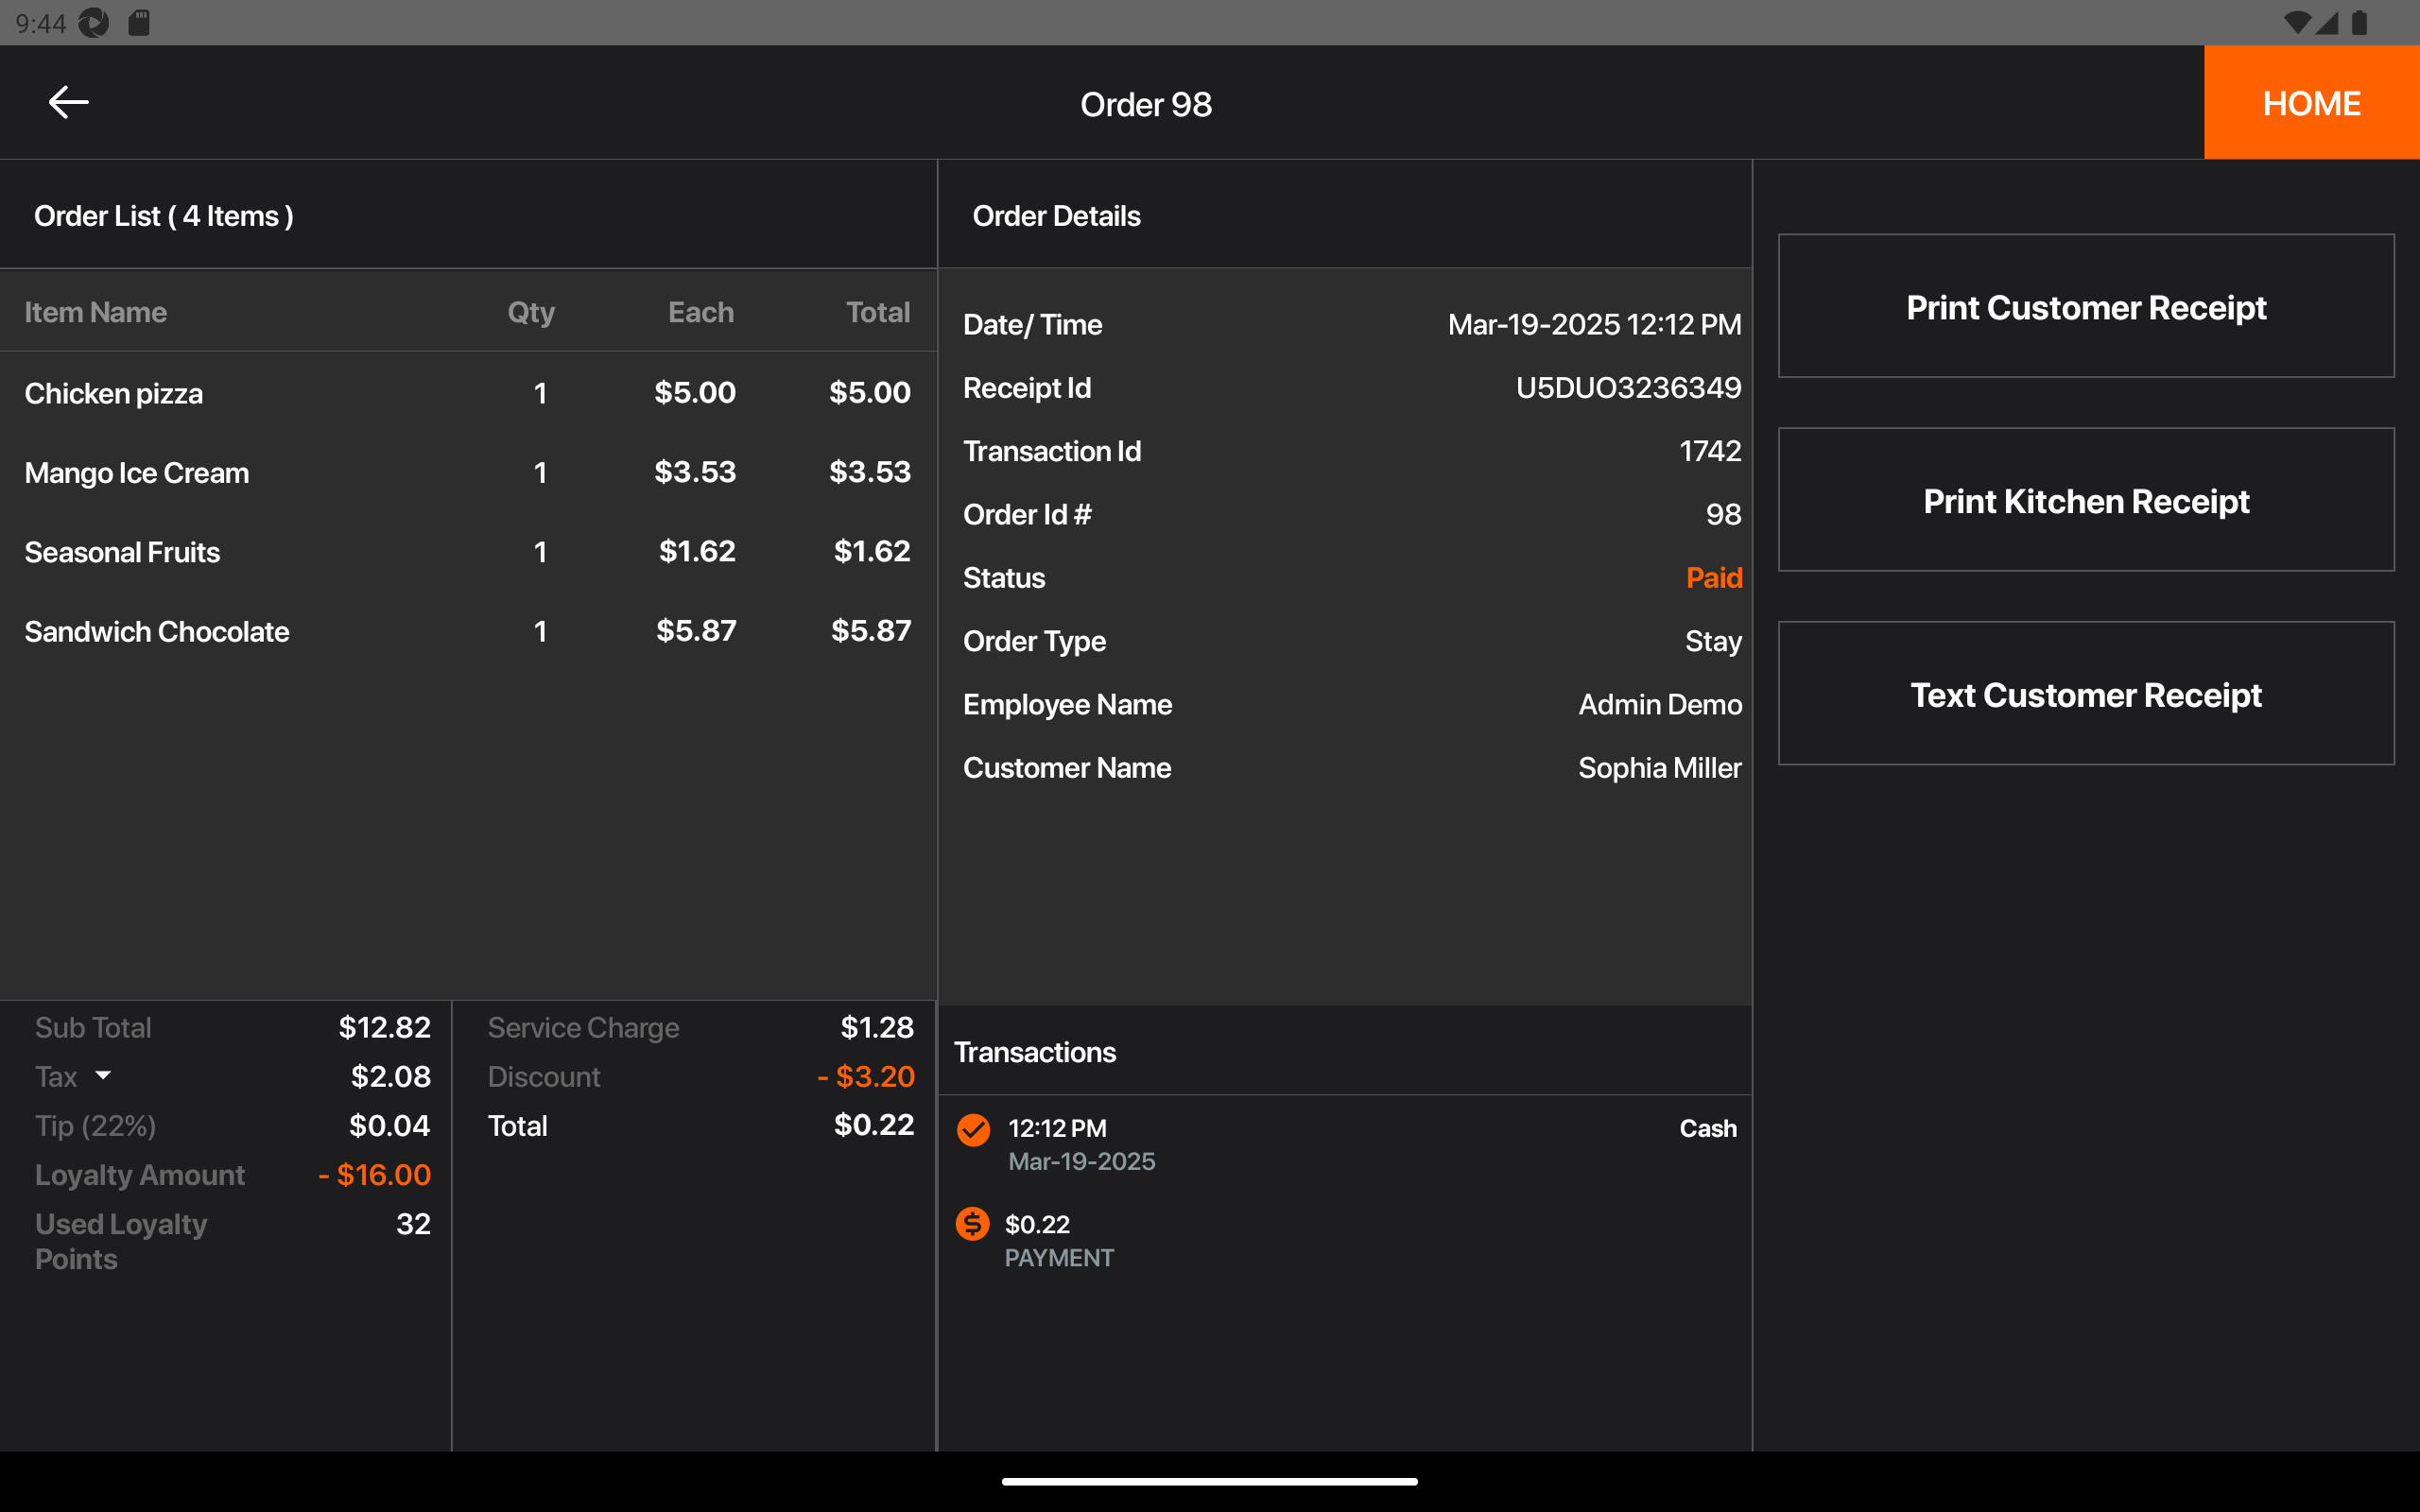 9:44
Order 98
HOME
Order List ( 4 Items )
Item Name Qty Each Total
Chicken pizza 1 $5.00 $5.00
Mango Ice Cream 1 $3.53 $3.53
Seasonal Fruits 1 $1.62 $1.62
Sandwich Chocolate 1 $5.87 $5.87
Sub Total $12.82
Tax $2.08
Tip (22%) $0.04
Loyalty Amount - $16.00
Used Loyalty 32
Points
Service Charge $1.28
Discount - $3.20
Total $0.22
Order Details
Date/ Time Mar-19-2025 12:12 PM
Receipt Id U5DUO3236349
Transaction Id 1742
Order Id # 98
Status Paid
Order Type Stay
Employee Name Admin Demo
Customer Name Sophia Miller
Transactions
12:12 PM Cash
Mar-19-2025
$0.22
PAYMENT
Print Customer Receipt
Print Kitchen Receipt
Text Customer Receipt